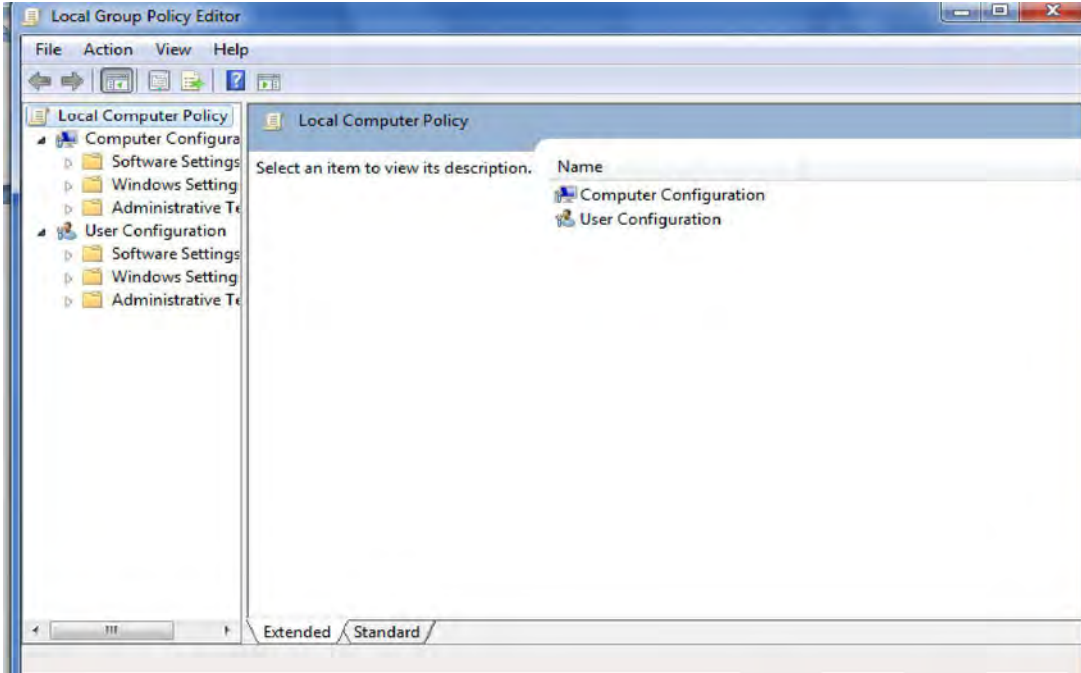 Local Group Policy Editor
File Action View Help
Local Computer Policy
Computer Configura
Software Settings
Windows Setting
Administrative Te
User Configuration
Software Settings
Windows Setting
Administrative Te
Local Computer Policy
Select an item to view its description.
Name
Computer Configuration
User Configuration
Extended Standard